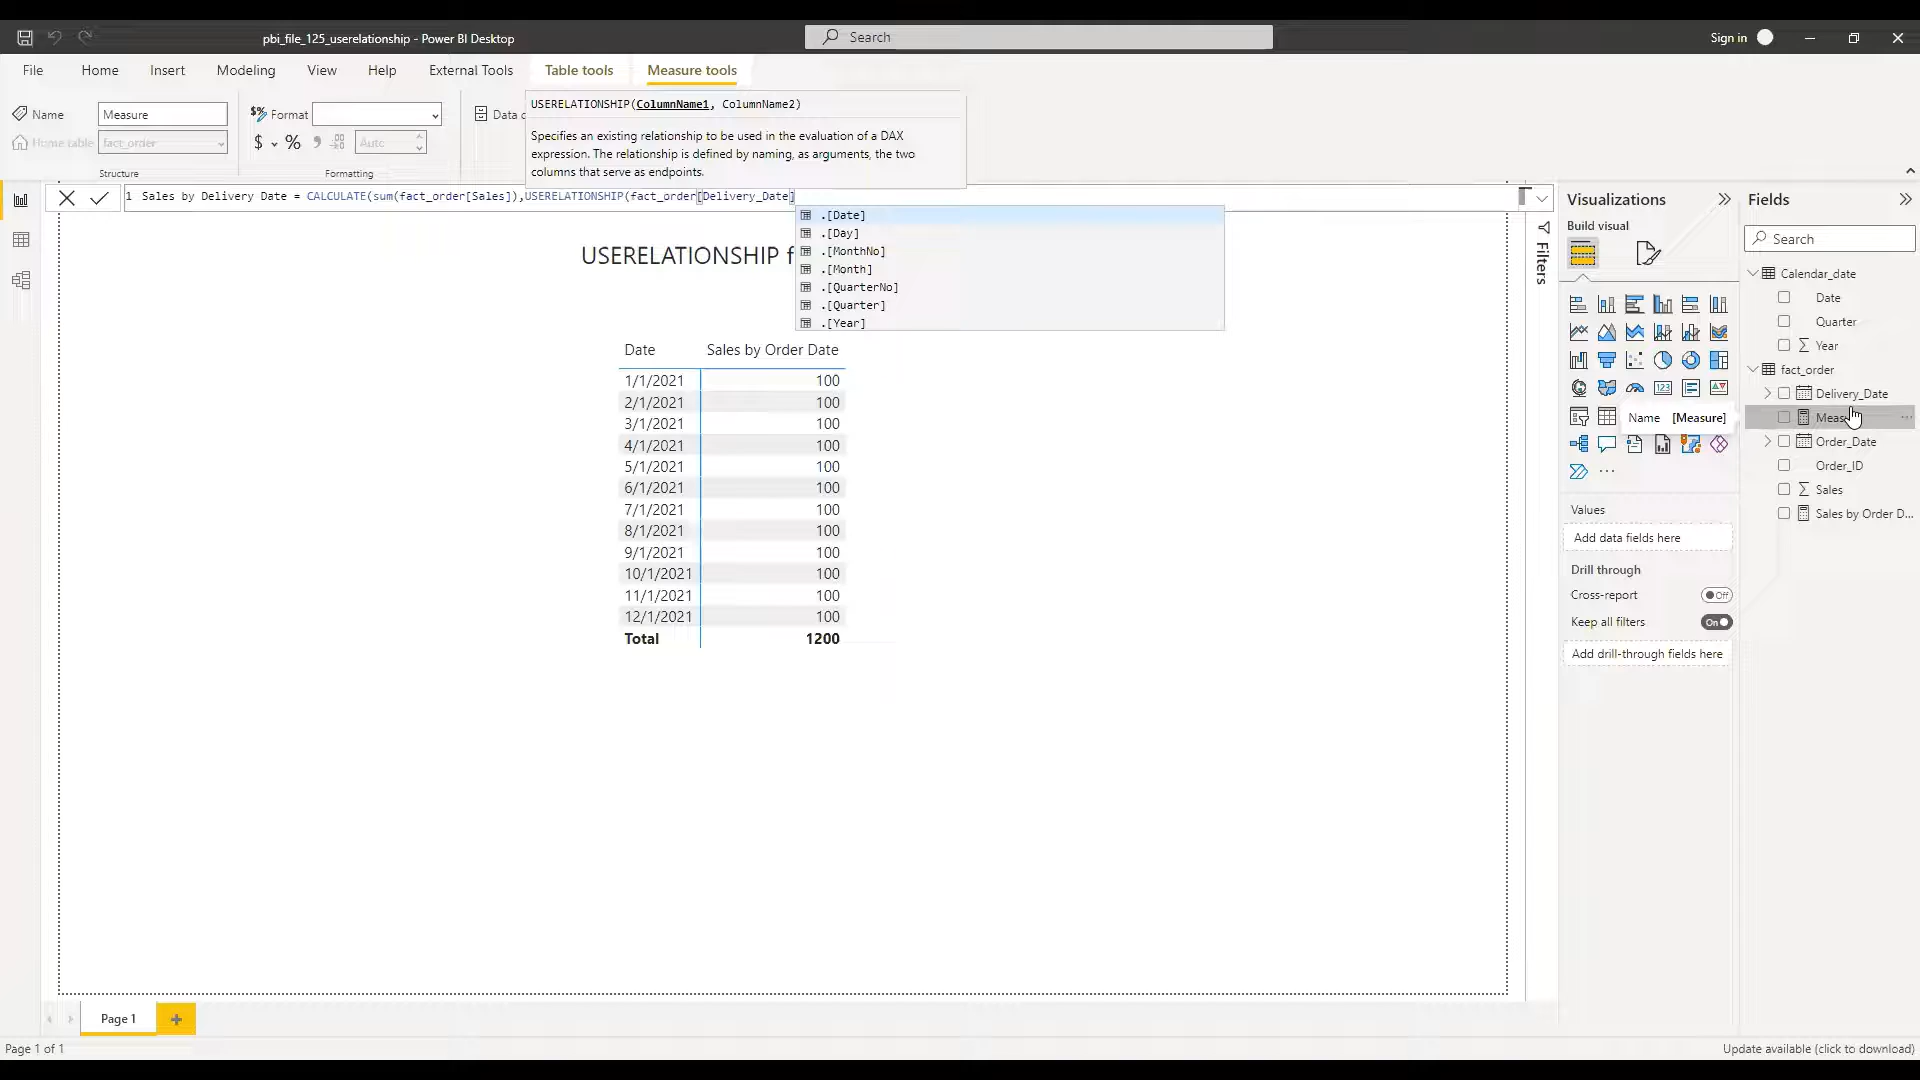 pbi_file_125_userelationship - Power BI Desktop
Search
Sign in
File
Home
Insert
Modeling
View
Help
External Tools
Table tools
Measure tools
Name
Measure
Format
Home table
fact_order
$
%
Auto
Structure
Formatting
Data c
USERELATIONSHIP(ColumnName1, ColumnName2)
Specifies an existing relationship to be used in the evaluation of a DAX
expression. The relationship is defined by naming, as arguments, the two
columns that serve as endpoints.
1 Sales by Delivery Date = CALCULATE(sum(fact_order[Sales]),USERELATIONSHIP(fact_order[Delivery_Date]
.[Date]
.[Day]
.[MonthNo]
.[Month]
.[QuarterNo]
.[Quarter]
.[Year]
USERELATIONSHIP f
Date Sales by Order Date
1/1/2021 100
2/1/2021 100
3/1/2021 100
4/1/2021 100
5/1/2021 100
6/1/2021 100
7/1/2021 100
8/1/2021 100
9/1/2021 100
10/1/2021 100
11/1/2021 100
12/1/2021 100
Total 1200
Filters
Visualizations
Build visual
123
Name [Measure]
...
Values
Add data fields here
Drill through
Cross-report
Off
Keep all filters
On
Add drill-through fields here
Fields
Search
Calendar_date
Date
Quarter
Σ Year
fact_order
Delivery_Date
Meas
...
Order_Date
Order_ID
Σ Sales
Sales by Order D...
Page 1
+
Page 1 of 1
Update available (click to download)